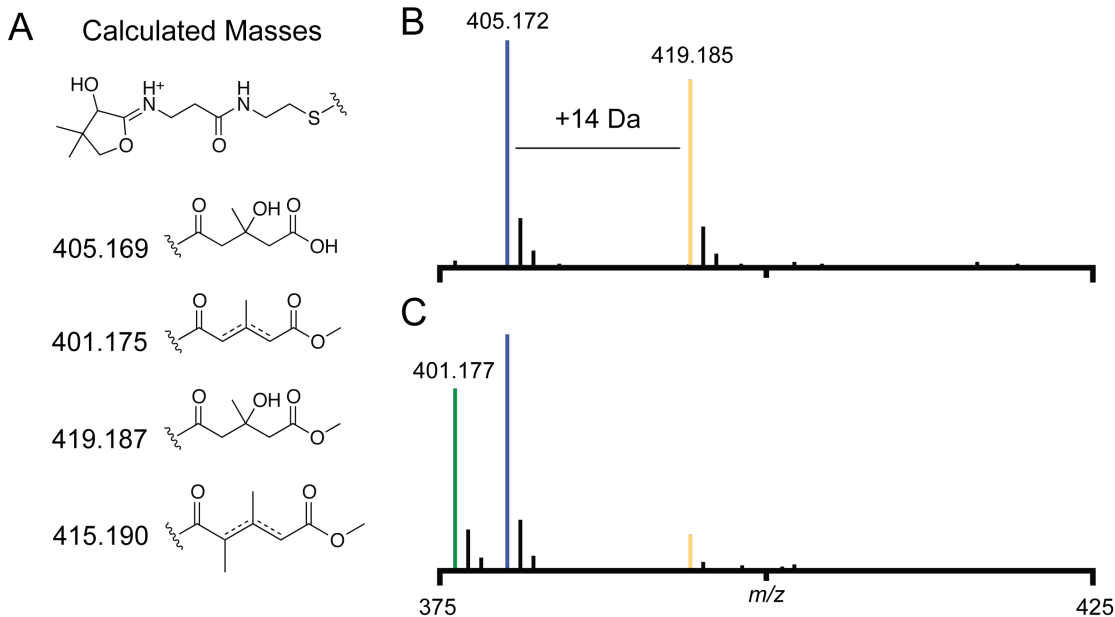 A
Calculated Masses
HO
H+
N
H
N
O
O
S
O
OH
O
OH
405.169
O
O
O
401.175
O
OH
O
O
419.187
O
O
O
415.190
B
405.172
419.185
+14 Da
C
401.177
m/z
375
425